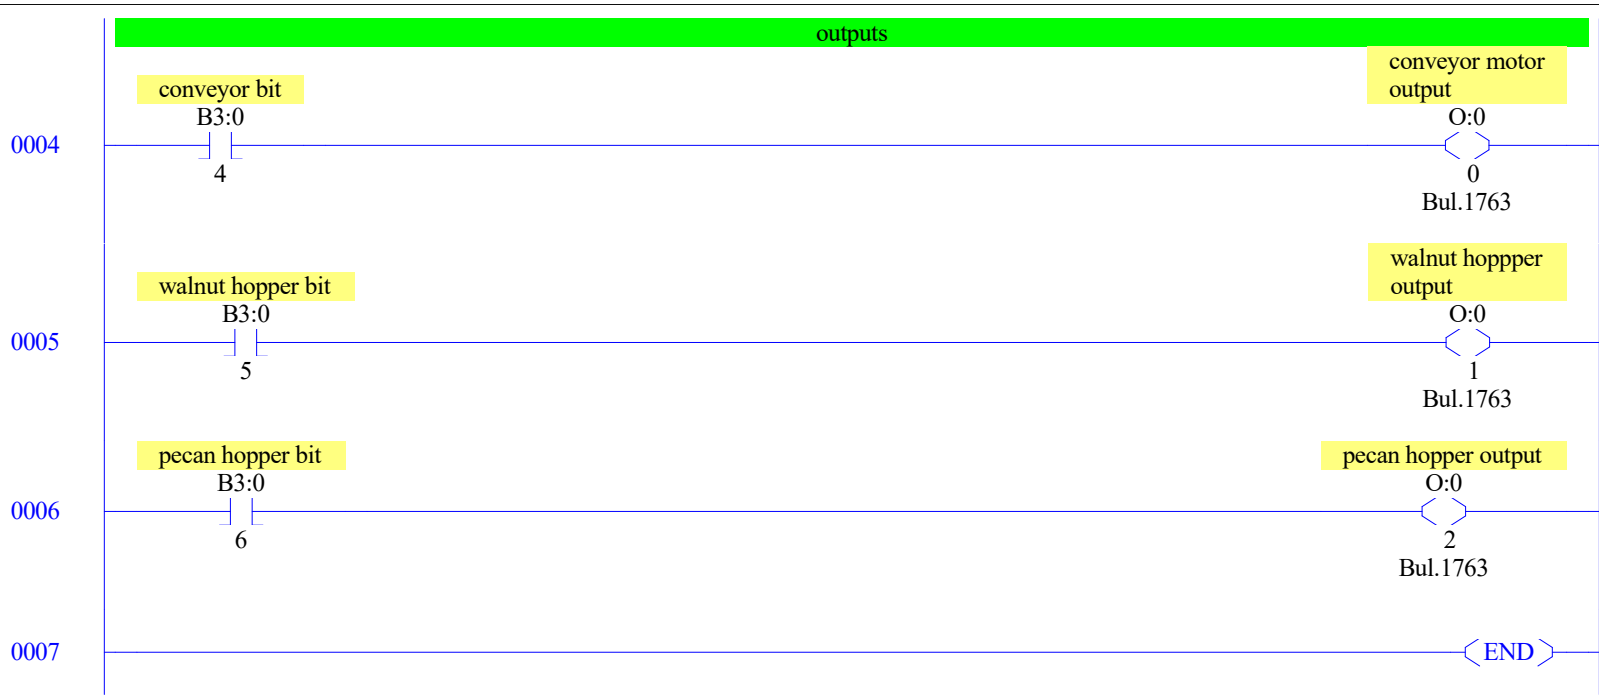 outputs
conveyor bit
B3:0
4
conveyor motor
output
O:0
0
Bul.1763
0004
walnut hopper bit
B3:0
5
walnut hoppper
output
O:0
1
Bul.1763
0005
pecan hopper bit
B3:0
6
pecan hopper output
O:0
2
Bul.1763
0006
0007
END